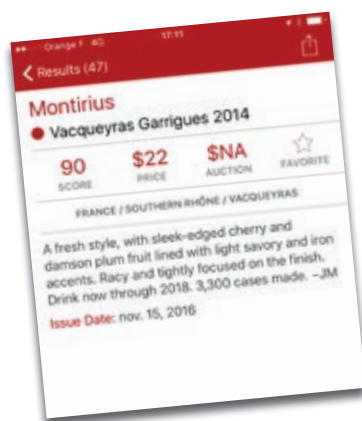 Orange F 4G 17:11
Results (47)
Montirius
Vacqueyras Garrigues 2014
90 $22 $NA
SCORE PRICE AUCTION FAVORITE
FRANCE / SOUTHERN RHÔNE / VACQUEYRAS
A fresh style, with sleek-edged cherry and
damson plum fruit lined with light savory and iron
accents. Racy and tightly focused on the finish.
Drink now through 2018. 3,300 cases made. –JM
Issue Date: nov. 15, 2016